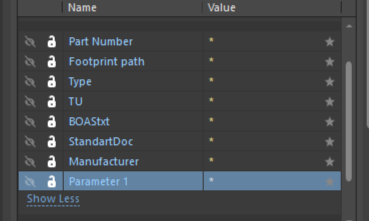 Name Value
Part Number *
Footprint path *
Type *
TU *
BOAStxt *
StandartDoc *
Manufacturer *
Parameter 1 *
Show Less